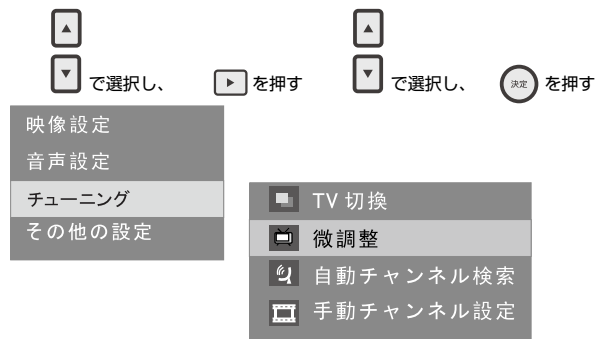 で選択し、 を押す で選択し、 決定 を押す
映像設定
音声設定
チューニング
その他の設定
TV 切換
微調整
自動チャンネル検索
手動チャンネル設定